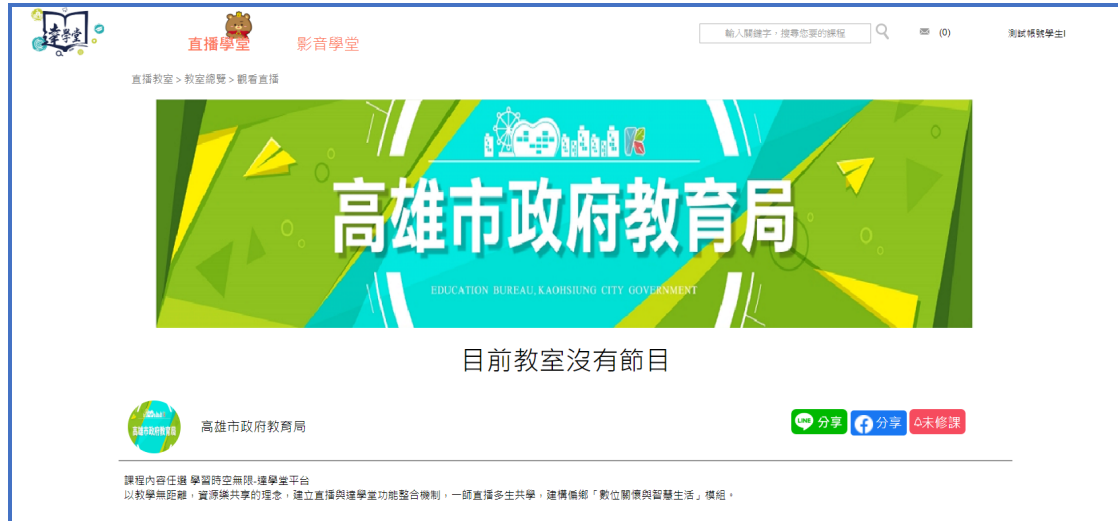 達學堂
直播學堂
影音學堂
輸入關鍵字，搜尋您要的課程
(0)
測試帳號學生I
直播教室 > 教室總覽 > 觀看直播
高雄市政府教育局
EDUCATION BUREAU, KAOHSIUNG CITY GOVERNMENT
目前教室沒有節目
高雄市政府教育局
高雄市政府教育局
LINE 分享
分享
未修課
課程內容任選 學習時空無限-達學堂平台
以教學無距離，資源樂共享的理念，建立直播與達學堂功能整合機制，一師直播多生共學，建構偏鄉「數位關懷與智慧生活」模組。